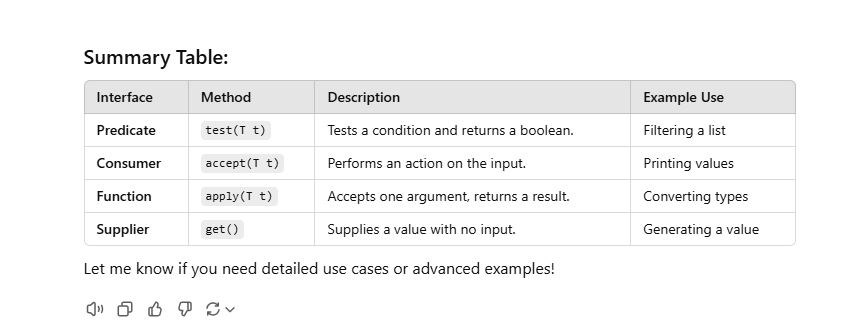 Summary Table:
Interface Method Description Example Use
Predicate test(T t) Tests a condition and returns a boolean. Filtering a list
Consumer accept(T t) Performs an action on the input. Printing values
Function apply(T t) Accepts one argument, returns a result. Converting types
Supplier get() Supplies a value with no input. Generating a value
Let me know if you need detailed use cases or advanced examples!